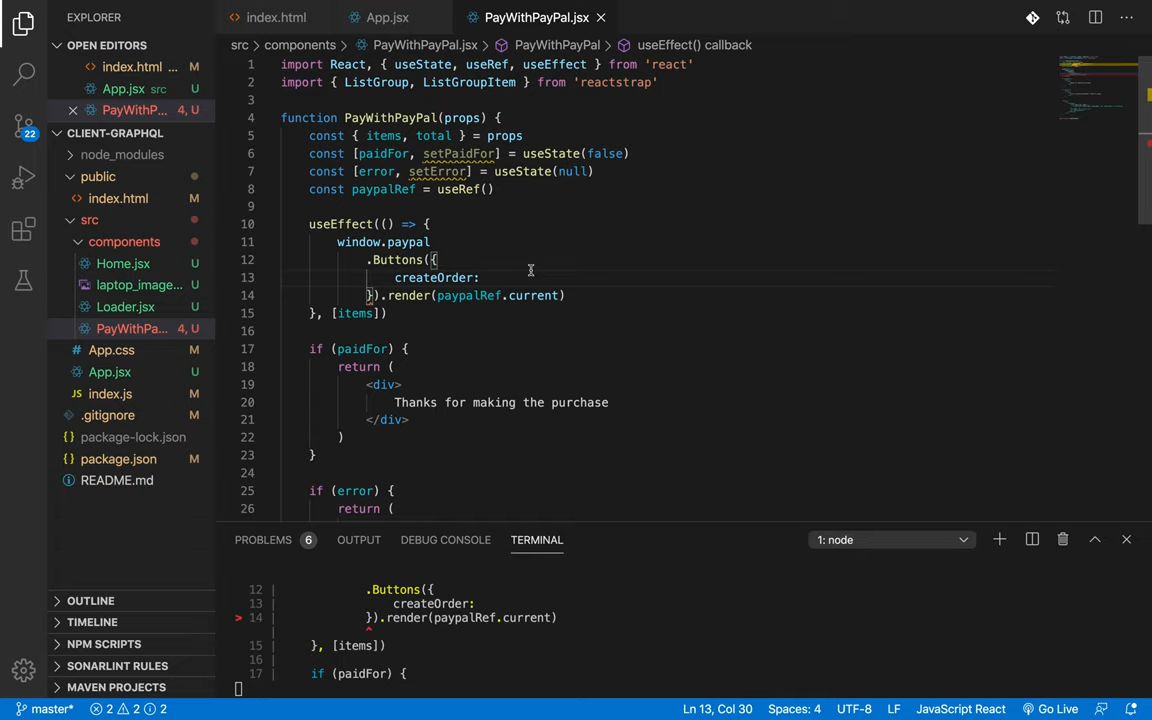 EXPLORER
index.html
App.jsx
PayWithPayPal.jsx
OPEN EDITORS
index.html ... M
App.jsx src U
PayWithP... 4, U
CLIENT-GRAPHQL
node_modules
public
index.html M
src
components
Home.jsx U
laptop_image... U
Loader.jsx U
PayWithPa... 4, U
App.css M
App.jsx U
index.js M
.gitignore M
package-lock.json
package.json M
README.md
OUTLINE
TIMELINE
NPM SCRIPTS
SONARLINT RULES
MAVEN PROJECTS
22
src > components > PayWithPayPal.jsx > PayWithPayPal > useEffect() callback
1 import React, { useState, useRef, useEffect } from 'react'
2 import { ListGroup, ListGroupItem } from 'reactstrap'
3
4 function PayWithPayPal(props) {
5 const { items, total } = props
6 const [paidFor, setPaidFor] = useState(false)
7 const [error, setError] = useState(null)
8 const paypalRef = useRef()
9
10 useEffect(() => {
11 window.paypal
12 .Buttons({
13 createOrder:
14 }).render(paypalRef.current)
15 }, [items])
16
17 if (paidFor) {
18 return (
19 <div>
20 Thanks for making the purchase
21 </div>
22 )
23 }
24
25 if (error) {
26 return (
PROBLEMS 6 OUTPUT DEBUG CONSOLE TERMINAL 1: node
12 | .Buttons({
13 | createOrder:
> 14 | }).render(paypalRef.current)
| ^
15 | }, [items])
16 |
17 | if (paidFor) {
master* 2 2 2 Ln 13, Col 30 Spaces: 4 UTF-8 LF JavaScript React Go Live